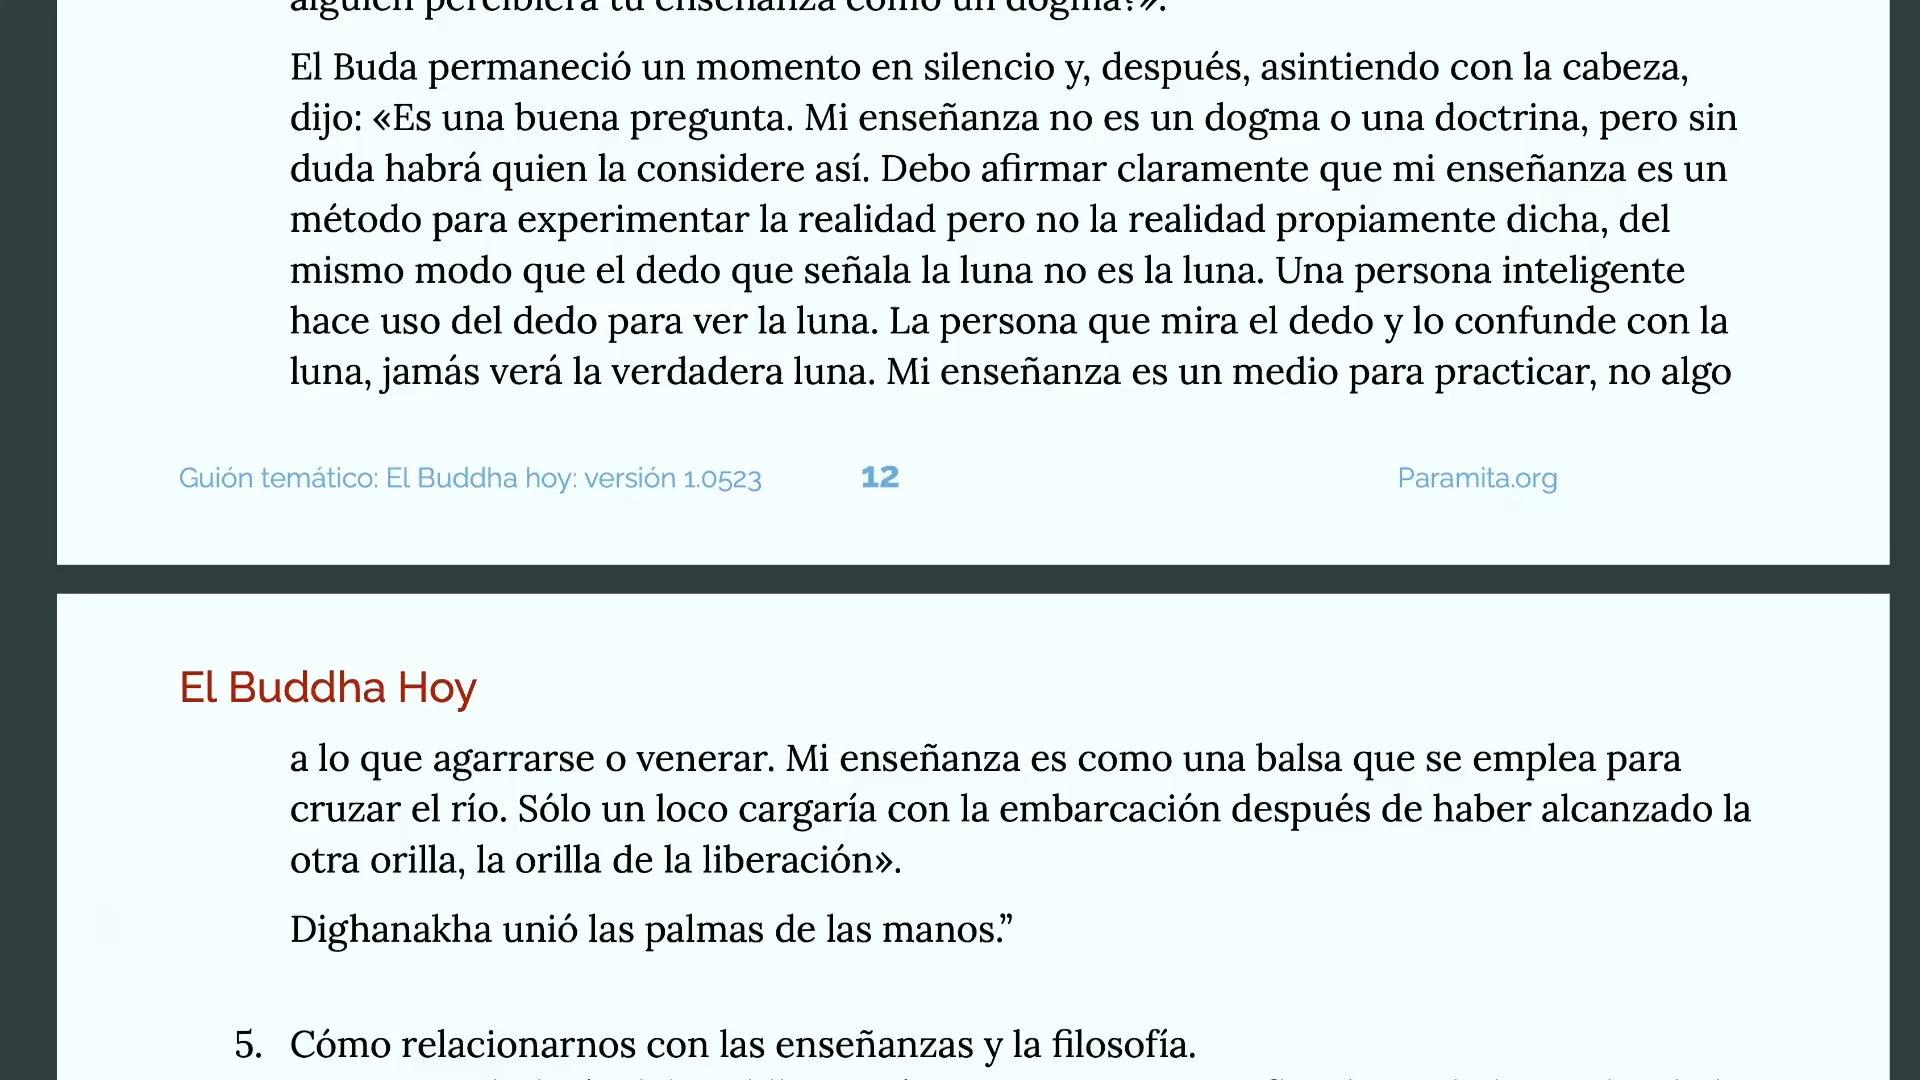 alguien percibiera tu enseñanza como un dogma?».
El Buda permaneció un momento en silencio y, después, asintiendo con la cabeza,
dijo: «Es una buena pregunta. Mi enseñanza no es un dogma o una doctrina, pero sin
duda habrá quien la considere así. Debo afirmar claramente que mi enseñanza es un
método para experimentar la realidad pero no la realidad propiamente dicha, del
mismo modo que el dedo que señala la luna no es la luna. Una persona inteligente
hace uso del dedo para ver la luna. La persona que mira el dedo y lo confunde con la
luna, jamás verá la verdadera luna. Mi enseñanza es un medio para practicar, no algo
Guión temático: El Buddha hoy: versión 1.0523 12 Paramita.org
El Buddha Hoy
a lo que agarrarse o venerar. Mi enseñanza es como una balsa que se emplea para
cruzar el río. Sólo un loco cargaría con la embarcación después de haber alcanzado la
otra orilla, la orilla de la liberación».
Dighanakha unió las palmas de las manos.”
5. Cómo relacionarnos con las enseñanzas y la filosofía.